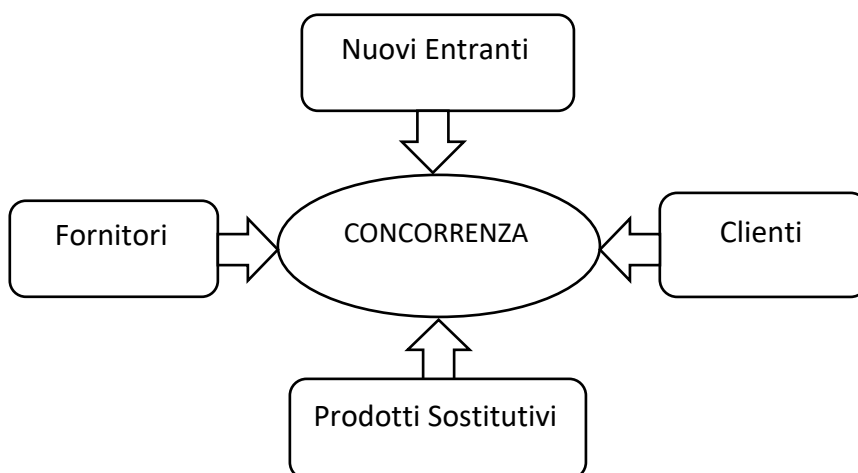 Nuovi Entranti
Fornitori
CONCORRENZA
Clienti
Prodotti Sostitutivi